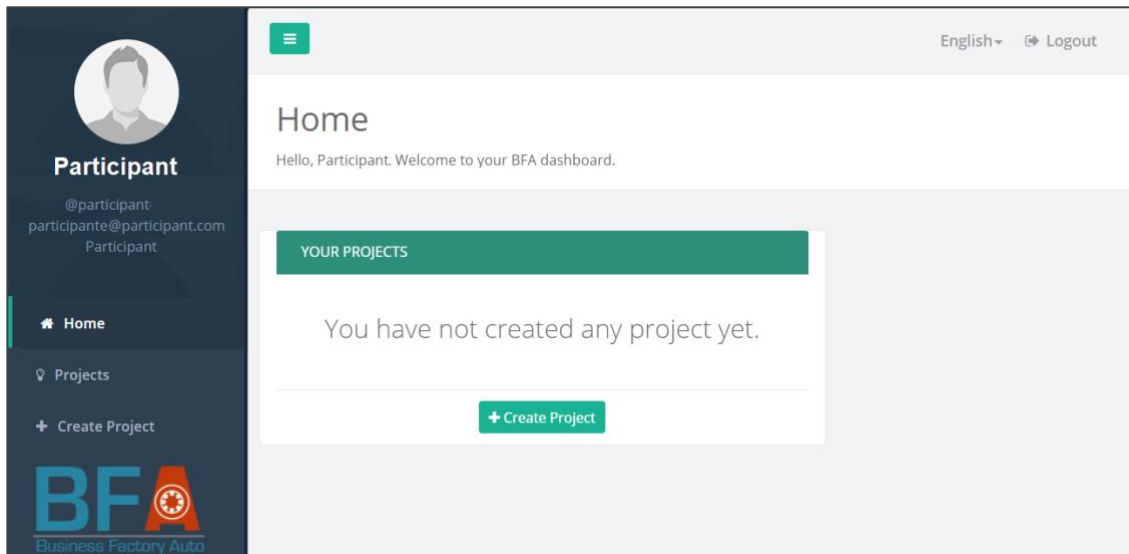 Participant
@participant
participante@participant.com
Participant
Home
Projects
Create Project
BFA
Business Factory Auto
English
Logout
Home
Hello, Participant. Welcome to your BFA dashboard.
YOUR PROJECTS
You have not created any project yet.
Create Project